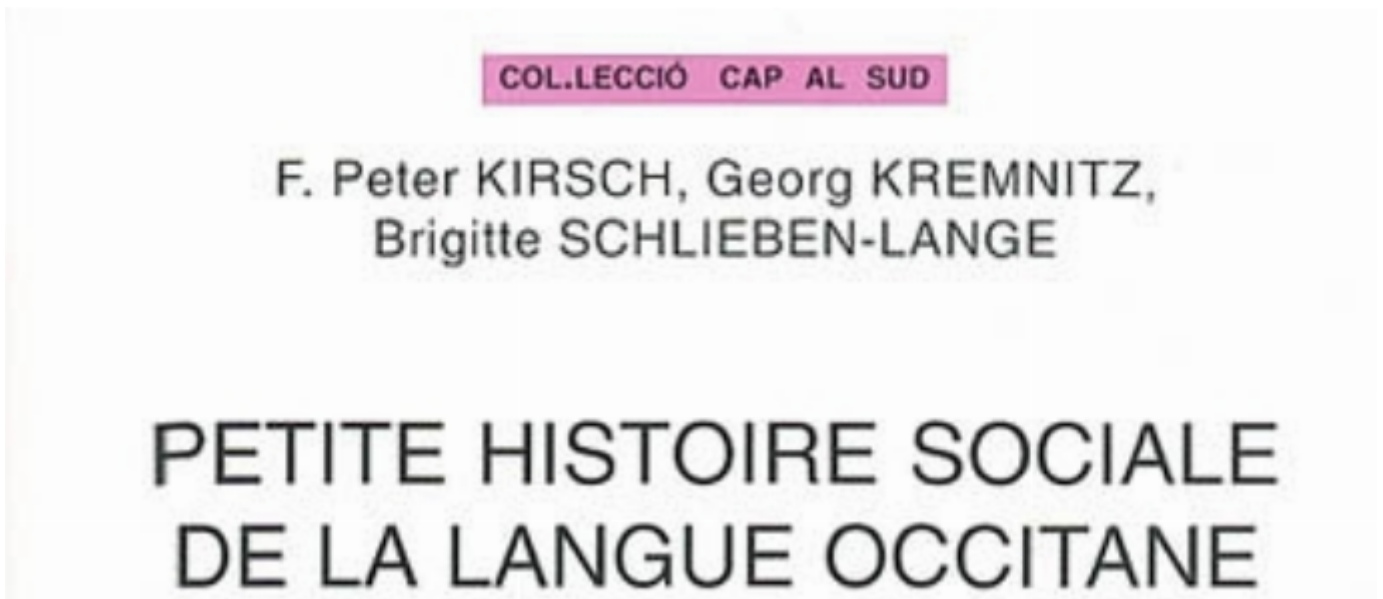 COL.LECCIÓ CAP AL SUD
F. Peter KIRSCH, Georg KREMNITZ,
Brigitte SCHLIEBEN-LANGE
PETITE HISTOIRE SOCIALE
DE LA LANGUE OCCITANE